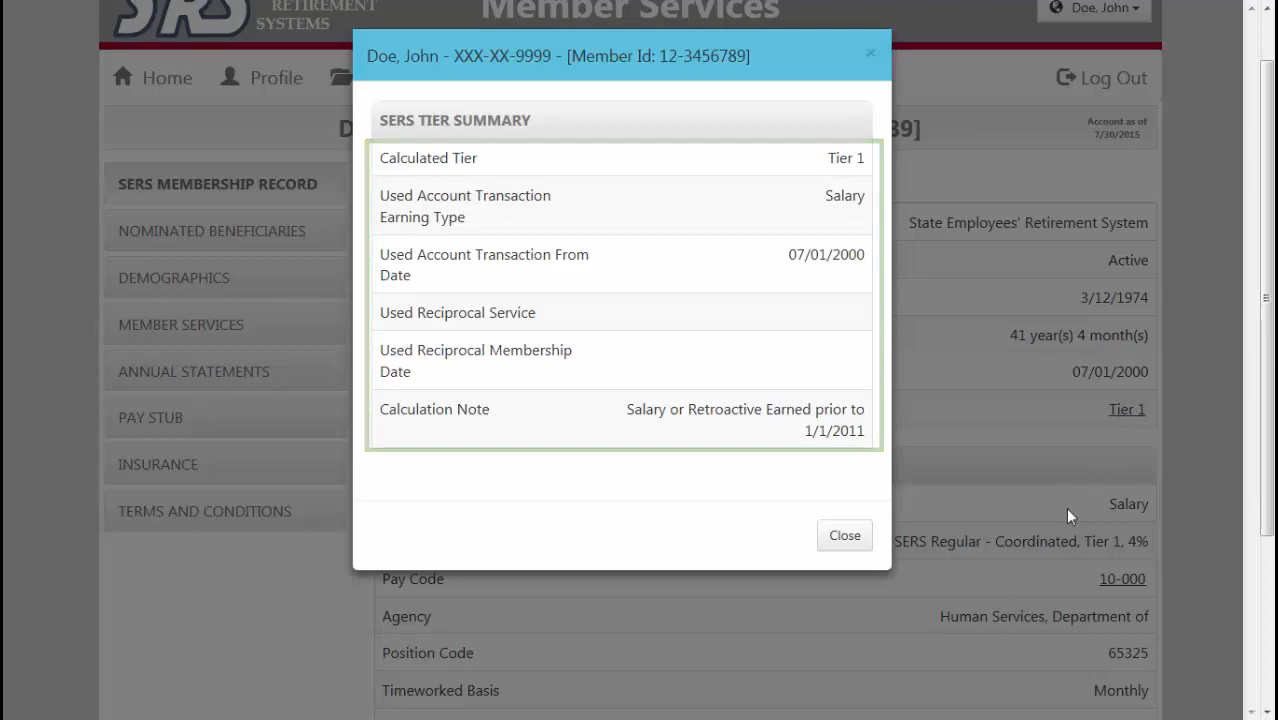 SRS RETIREMENT
SYSTEMS
Member Services
Doe, John
Doe, John - XXX-XX-9999 - [Member Id: 12-3456789]
×
Home
Profile
Log Out
SERS TIER SUMMARY
D
39]
Account as of
7/30/2015
Calculated Tier
Tier 1
SERS MEMBERSHIP RECORD
Used Account Transaction
Earning Type
Salary
NOMINATED BENEFICIARIES
State Employees' Retirement System
Used Account Transaction From
Date
07/01/2000
Active
DEMOGRAPHICS
3/12/1974
Used Reciprocal Service
MEMBER SERVICES
41 year(s) 4 month(s)
Used Reciprocal Membership
Date
ANNUAL STATEMENTS
07/01/2000
Calculation Note
Salary or Retroactive Earned prior to
1/1/2011
PAY STUB
Tier 1
INSURANCE
TERMS AND CONDITIONS
Salary
Close
SERS Regular - Coordinated, Tier 1, 4%
Pay Code
10-000
Agency
Human Services, Department of
Position Code
65325
Timeworked Basis
Monthly